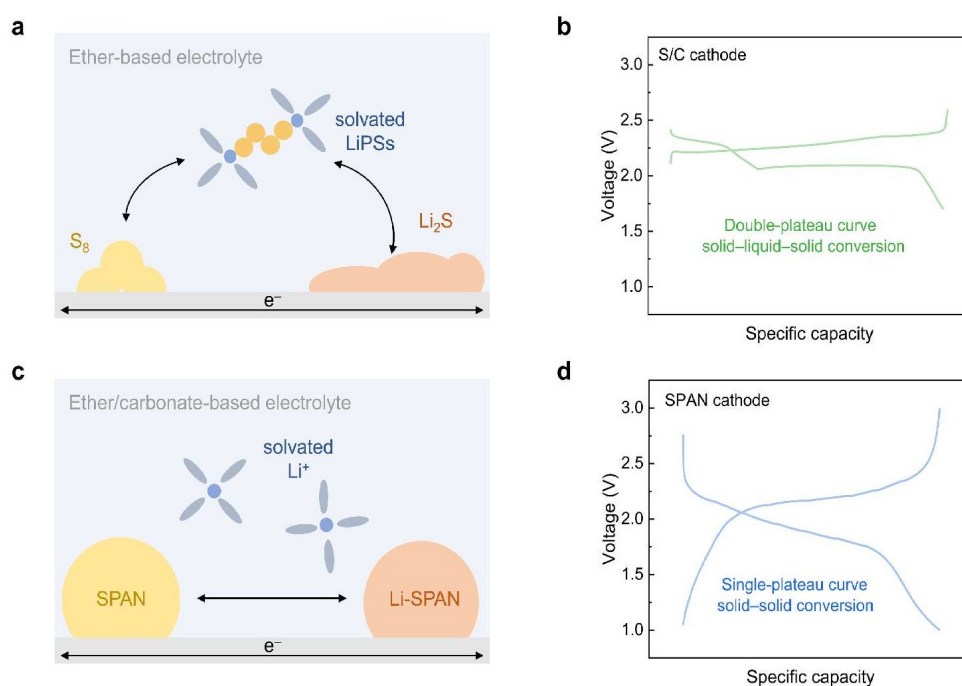 a
Ether-based electrolyte
solvated
LiPSs
S₈
Li₂S
e⁻
b
S/C cathode
3.0
2.5
2.0
1.5
1.0
Voltage (V)
Double-plateau curve
solid–liquid–solid conversion
Specific capacity
c
Ether/carbonate-based electrolyte
solvated
Li⁺
SPAN
Li-SPAN
e⁻
d
SPAN cathode
3.0
2.5
2.0
1.5
1.0
Voltage (V)
Single-plateau curve
solid–solid conversion
Specific capacity